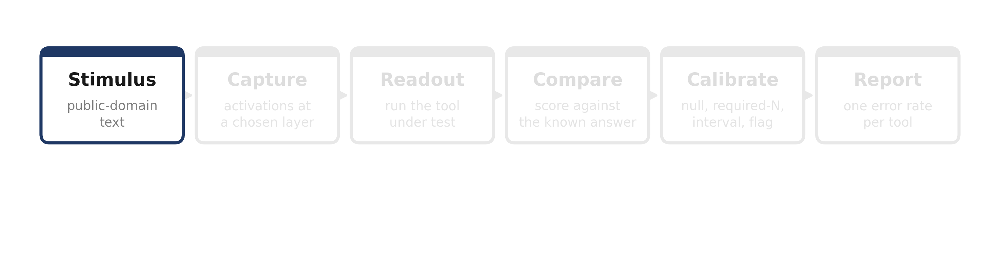 Stimulus
public-domain
text
Capture
activations at
a chosen layer
Readout
run the tool
under test
Compare
score against
the known answer
Calibrate
null, required-N,
interval, flag
Report
one error rate
per tool